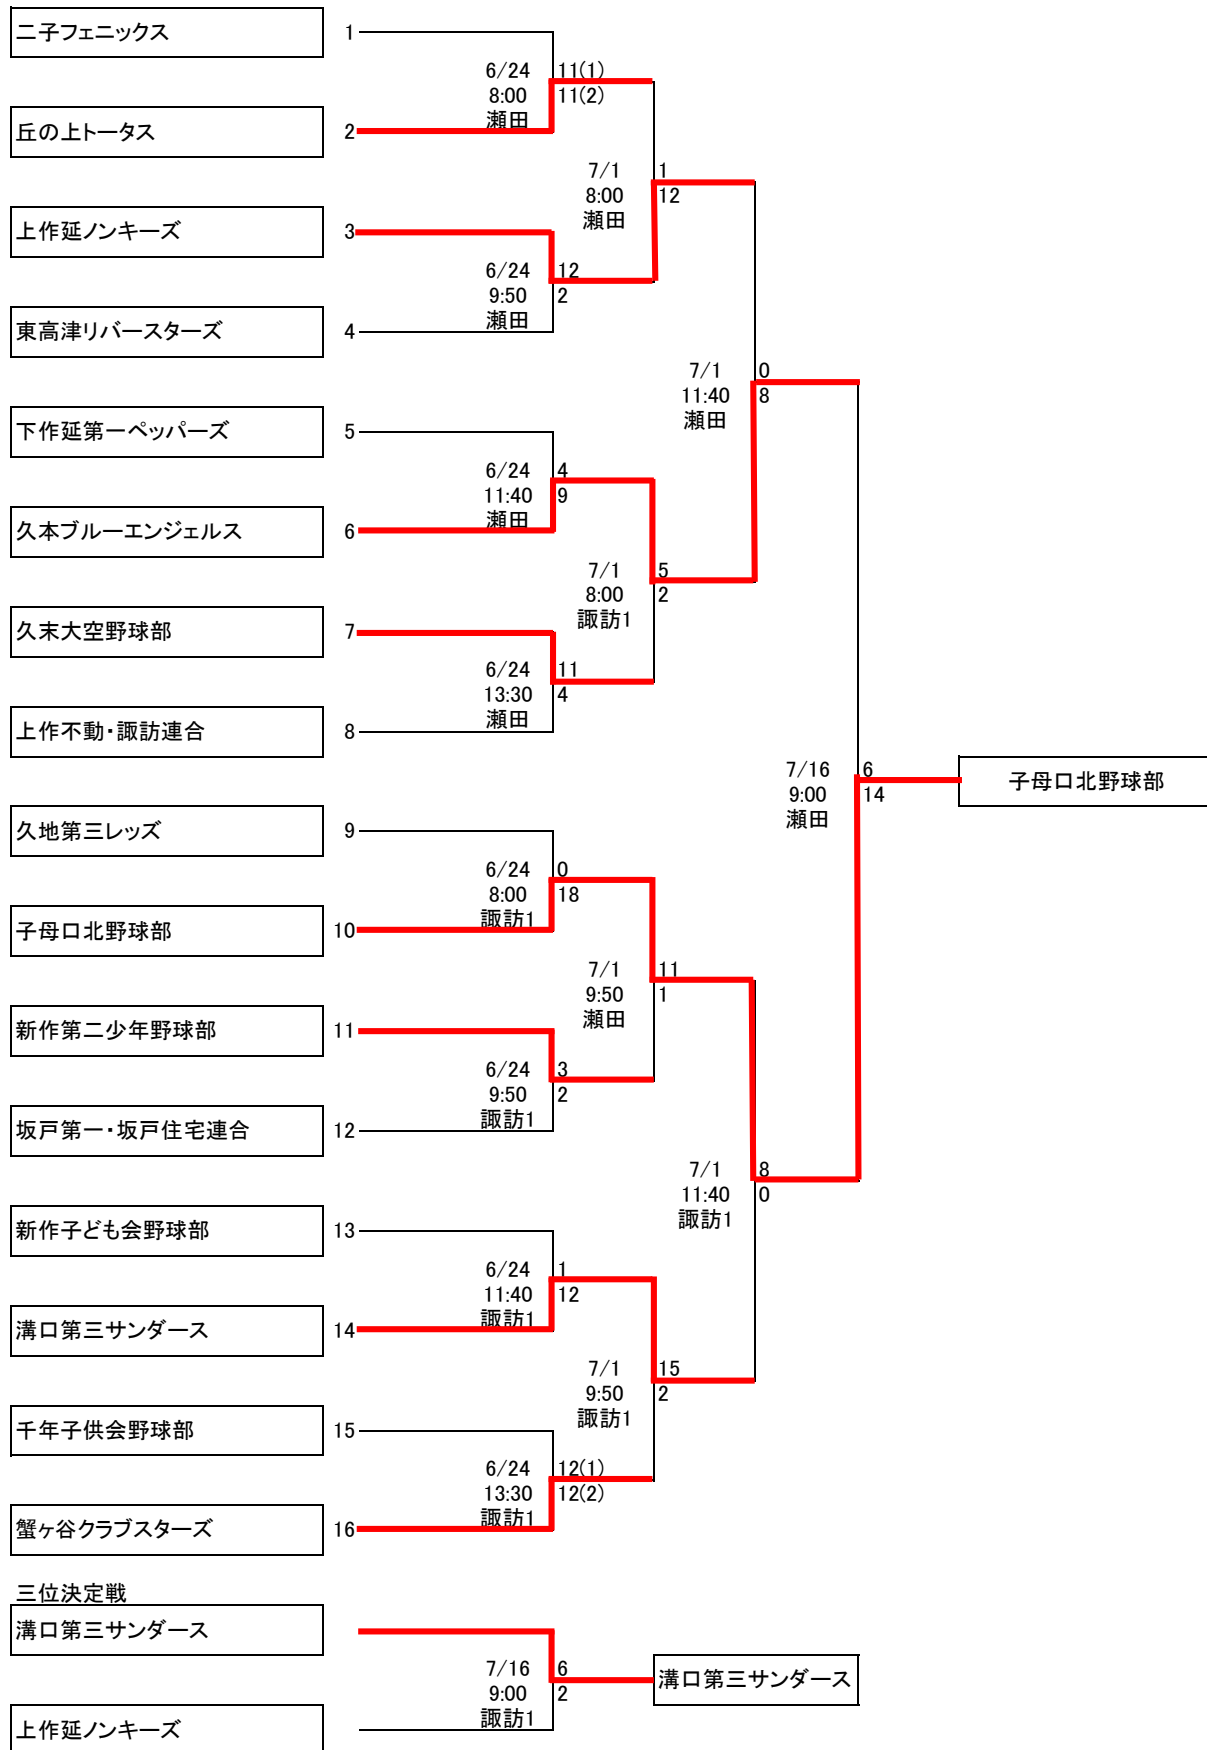 二子フェニックス
1
6/24
8:00
瀬田
11(1)
11(2)
丘の上トータス
2
7/1
8:00
瀬田
1
12
上作延ノンキーズ
3
6/24
9:50
瀬田
12
2
東高津リバースターズ
4
7/1
11:40
瀬田
0
8
下作延第一ペッパーズ
5
6/24
11:40
瀬田
4
9
久本ブルーエンジェルス
6
7/1
8:00
諏訪1
5
2
久末大空野球部
7
6/24
13:30
瀬田
11
4
上作不動・諏訪連合
8
7/16
9:00
瀬田
6
14
子母口北野球部
久地第三レッズ
9
6/24
8:00
諏訪1
0
18
子母口北野球部
10
7/1
9:50
瀬田
11
1
新作第二少年野球部
11
6/24
9:50
諏訪1
3
2
坂戸第一・坂戸住宅連合
12
7/1
11:40
諏訪1
8
0
新作子ども会野球部
13
6/24
11:40
諏訪1
1
12
溝口第三サンダース
14
7/1
9:50
諏訪1
15
2
千年子供会野球部
15
6/24
13:30
諏訪1
12(1)
12(2)
蟹ヶ谷クラブスターズ
16
三位決定戦
溝口第三サンダース
7/16
9:00
諏訪1
6
2
溝口第三サンダース
上作延ノンキーズ